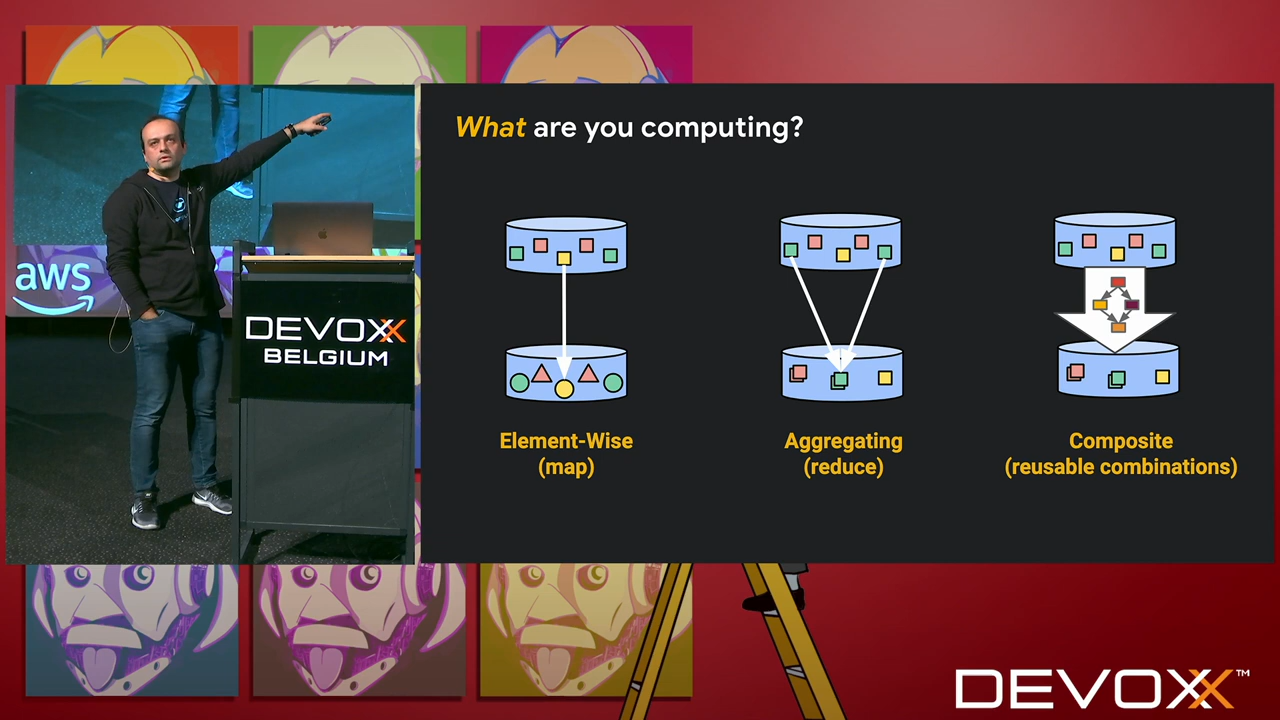 What are you computing?
Element-Wise
(map)
Aggregating
(reduce)
Composite
(reusable combinations)
aws
DEVOXX
BELGIUM
DEVOXX™